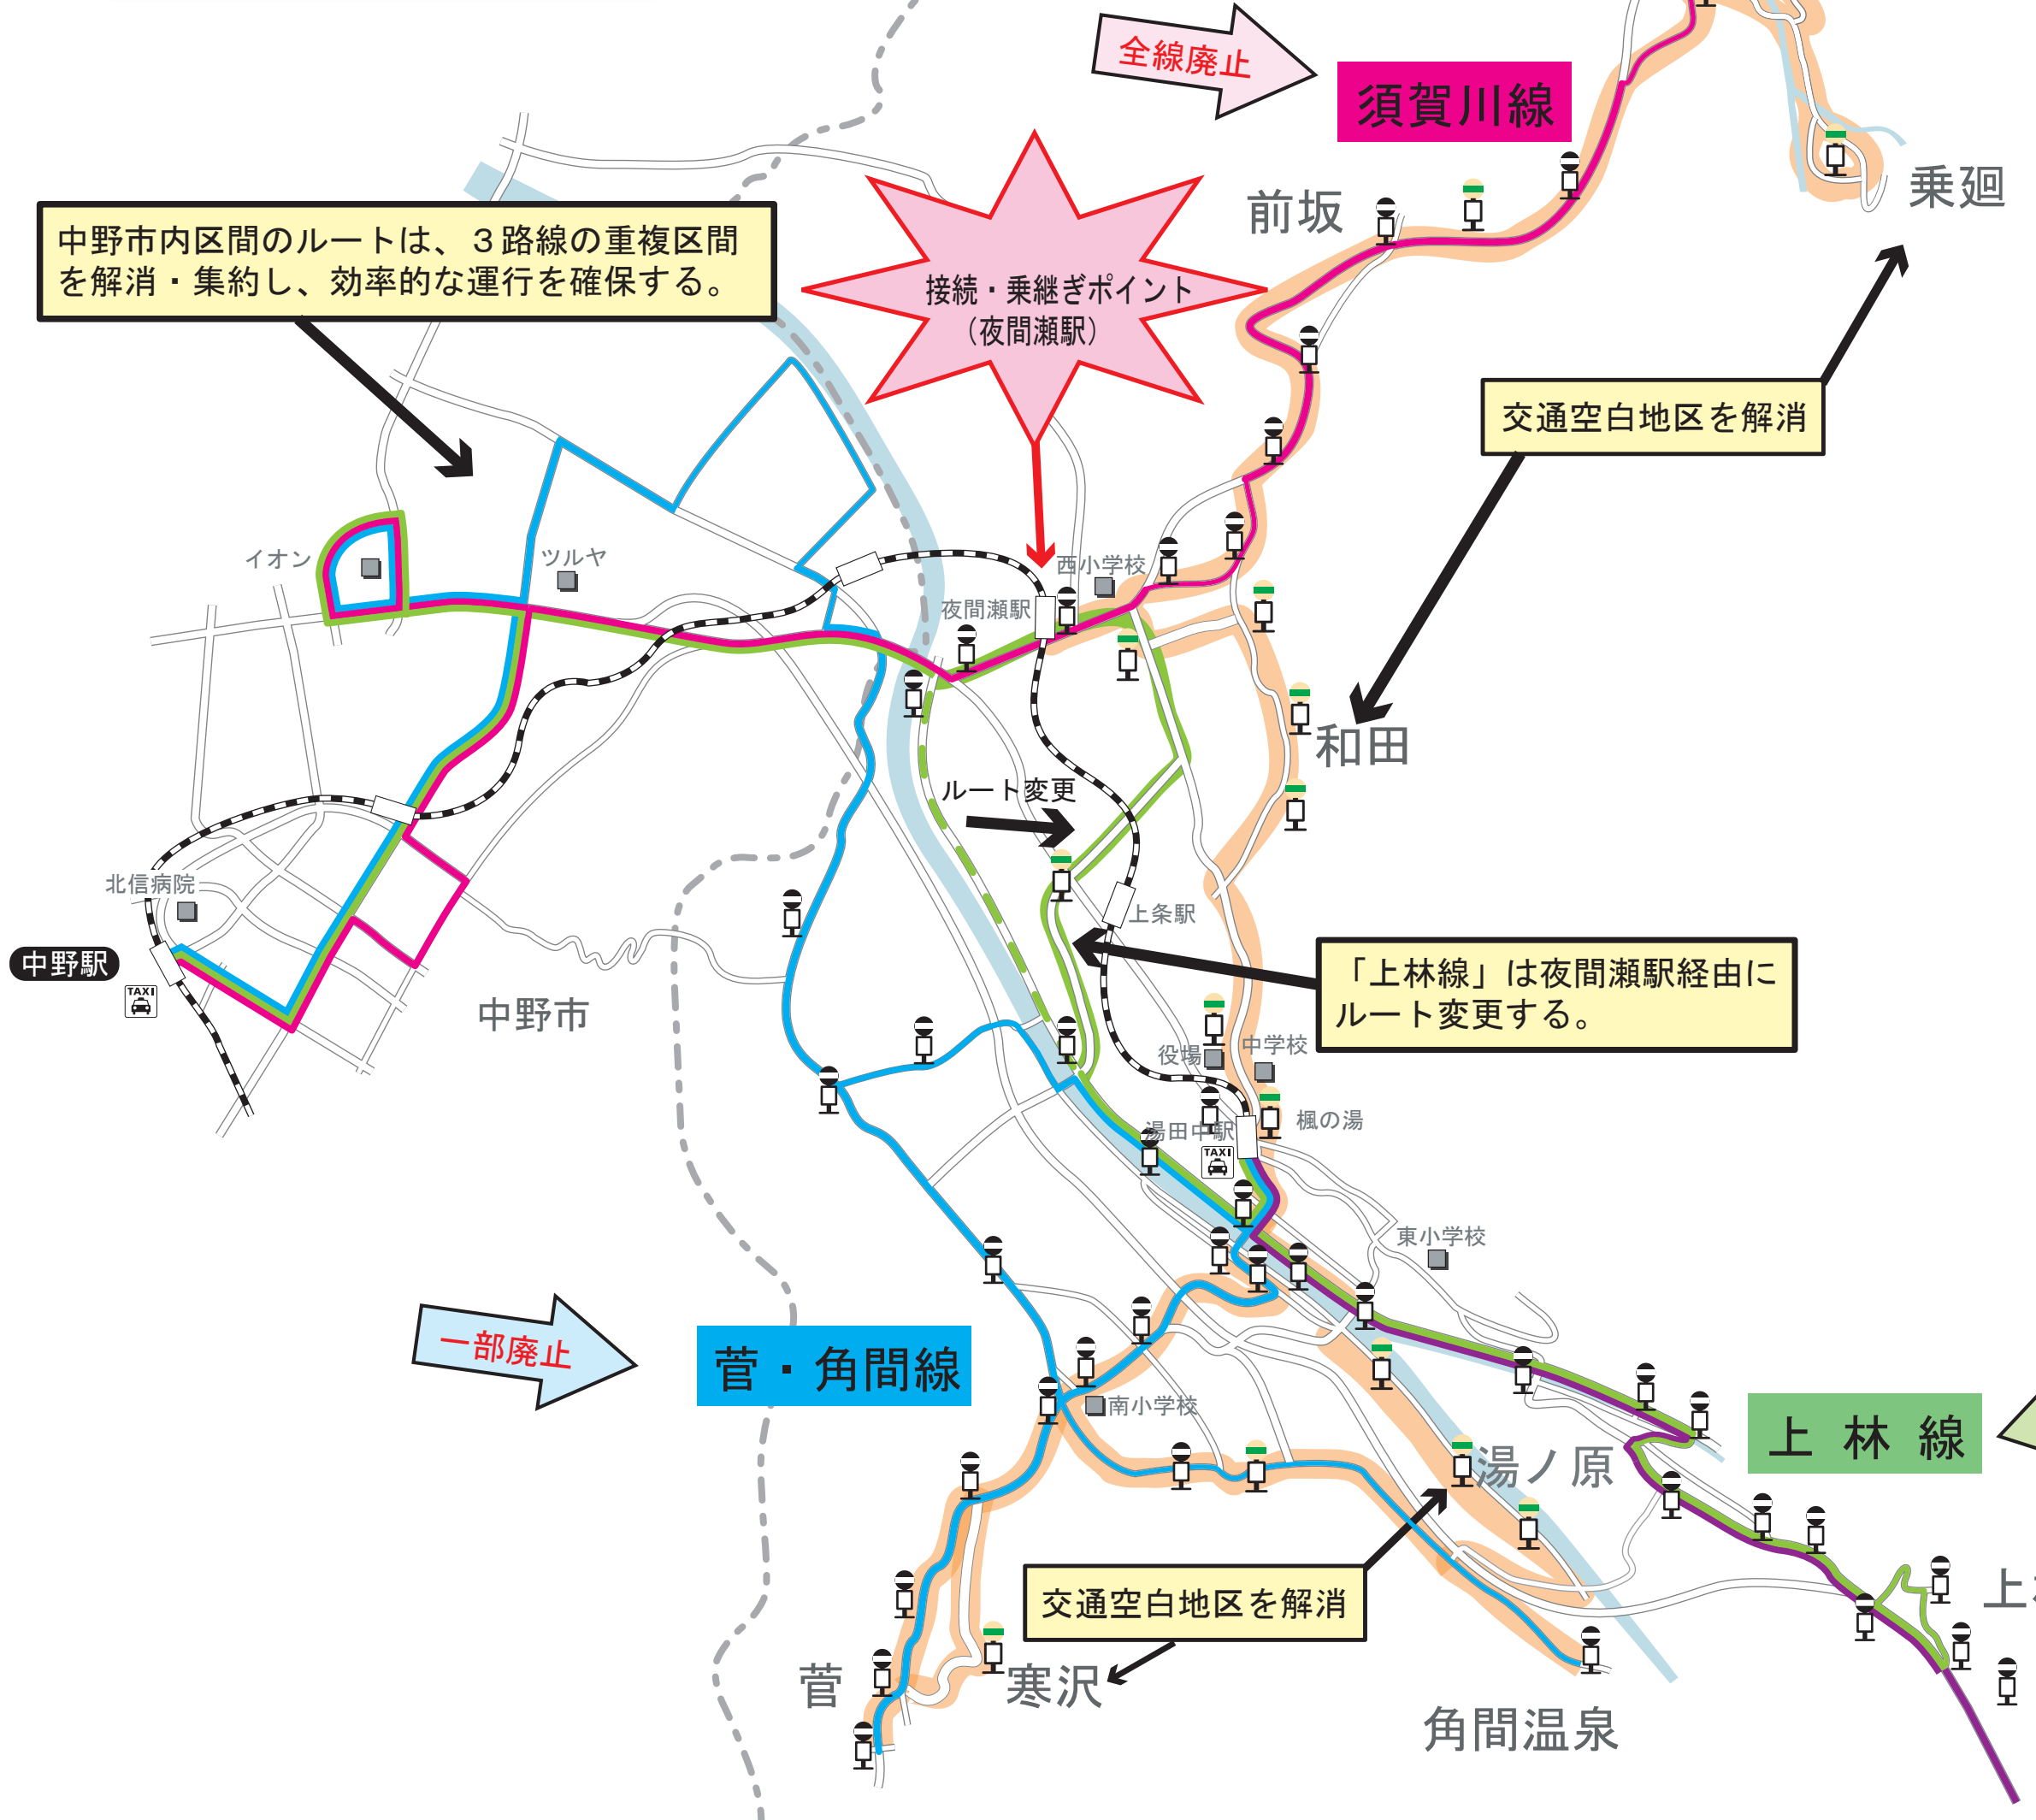 全線廃止
須賀川線
乗廻
前坂
中野市内区間のルートは、３路線の重複区間
を解消・集約し、効率的な運行を確保する。
接続・乗継ぎポイント
（夜間瀬駅）
交通空白地区を解消
イオン
ツルヤ
西小学校
夜間瀬駅
和田
ルート変更
北信病院
上条駅
中野駅
TAXI
中野市
「上林線」は夜間瀬駅経由に
ルート変更する。
役場
中学校
楓の湯
湯田中駅
TAXI
東小学校
一部廃止
菅・角間線
南小学校
上林線
湯ノ原
交通空白地区を解消
上
菅
寒沢
角間温泉